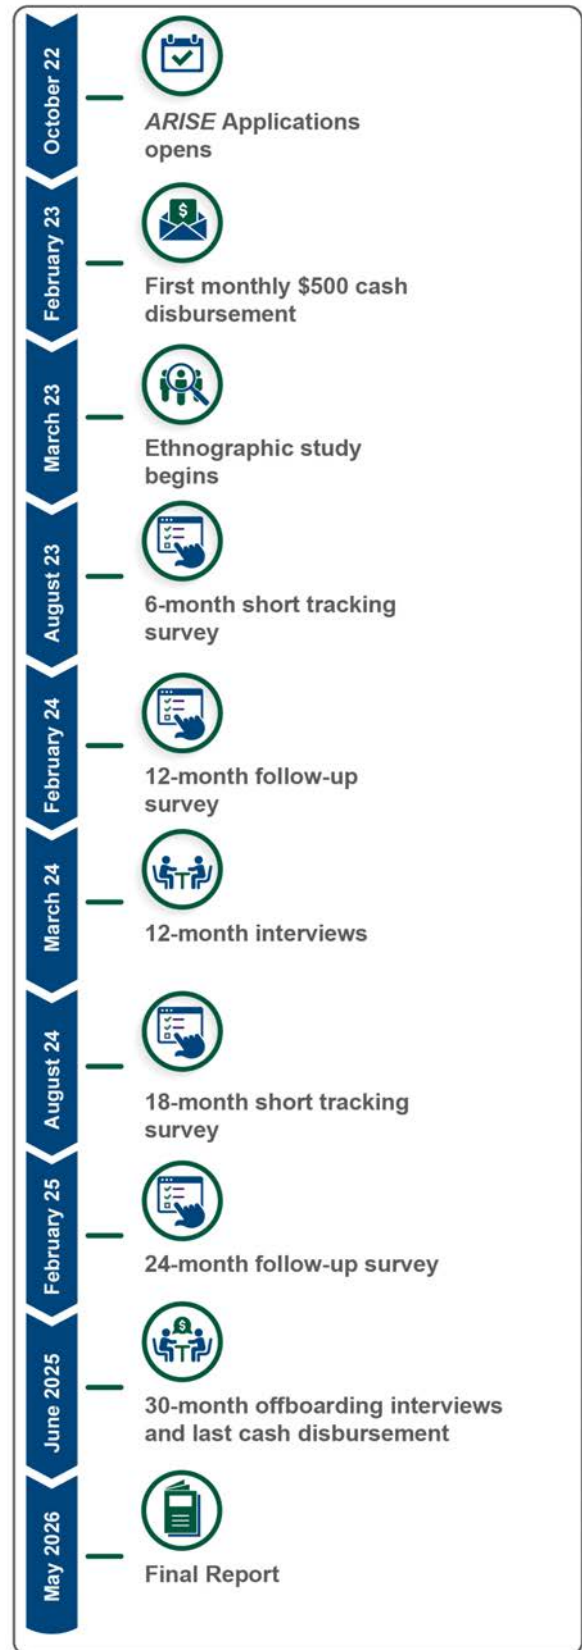 October 22
ARISE Applications
opens
February 23
$
First monthly $500 cash
disbursement
March 23
Ethnographic study
begins
August 23
6-month short tracking
survey
February 24
12-month follow-up
survey
March 24
12-month interviews
August 24
18-month short tracking
survey
February 25
24-month follow-up survey
June 2025
$
30-month offboarding interviews
and last cash disbursement
May 2026
Final Report